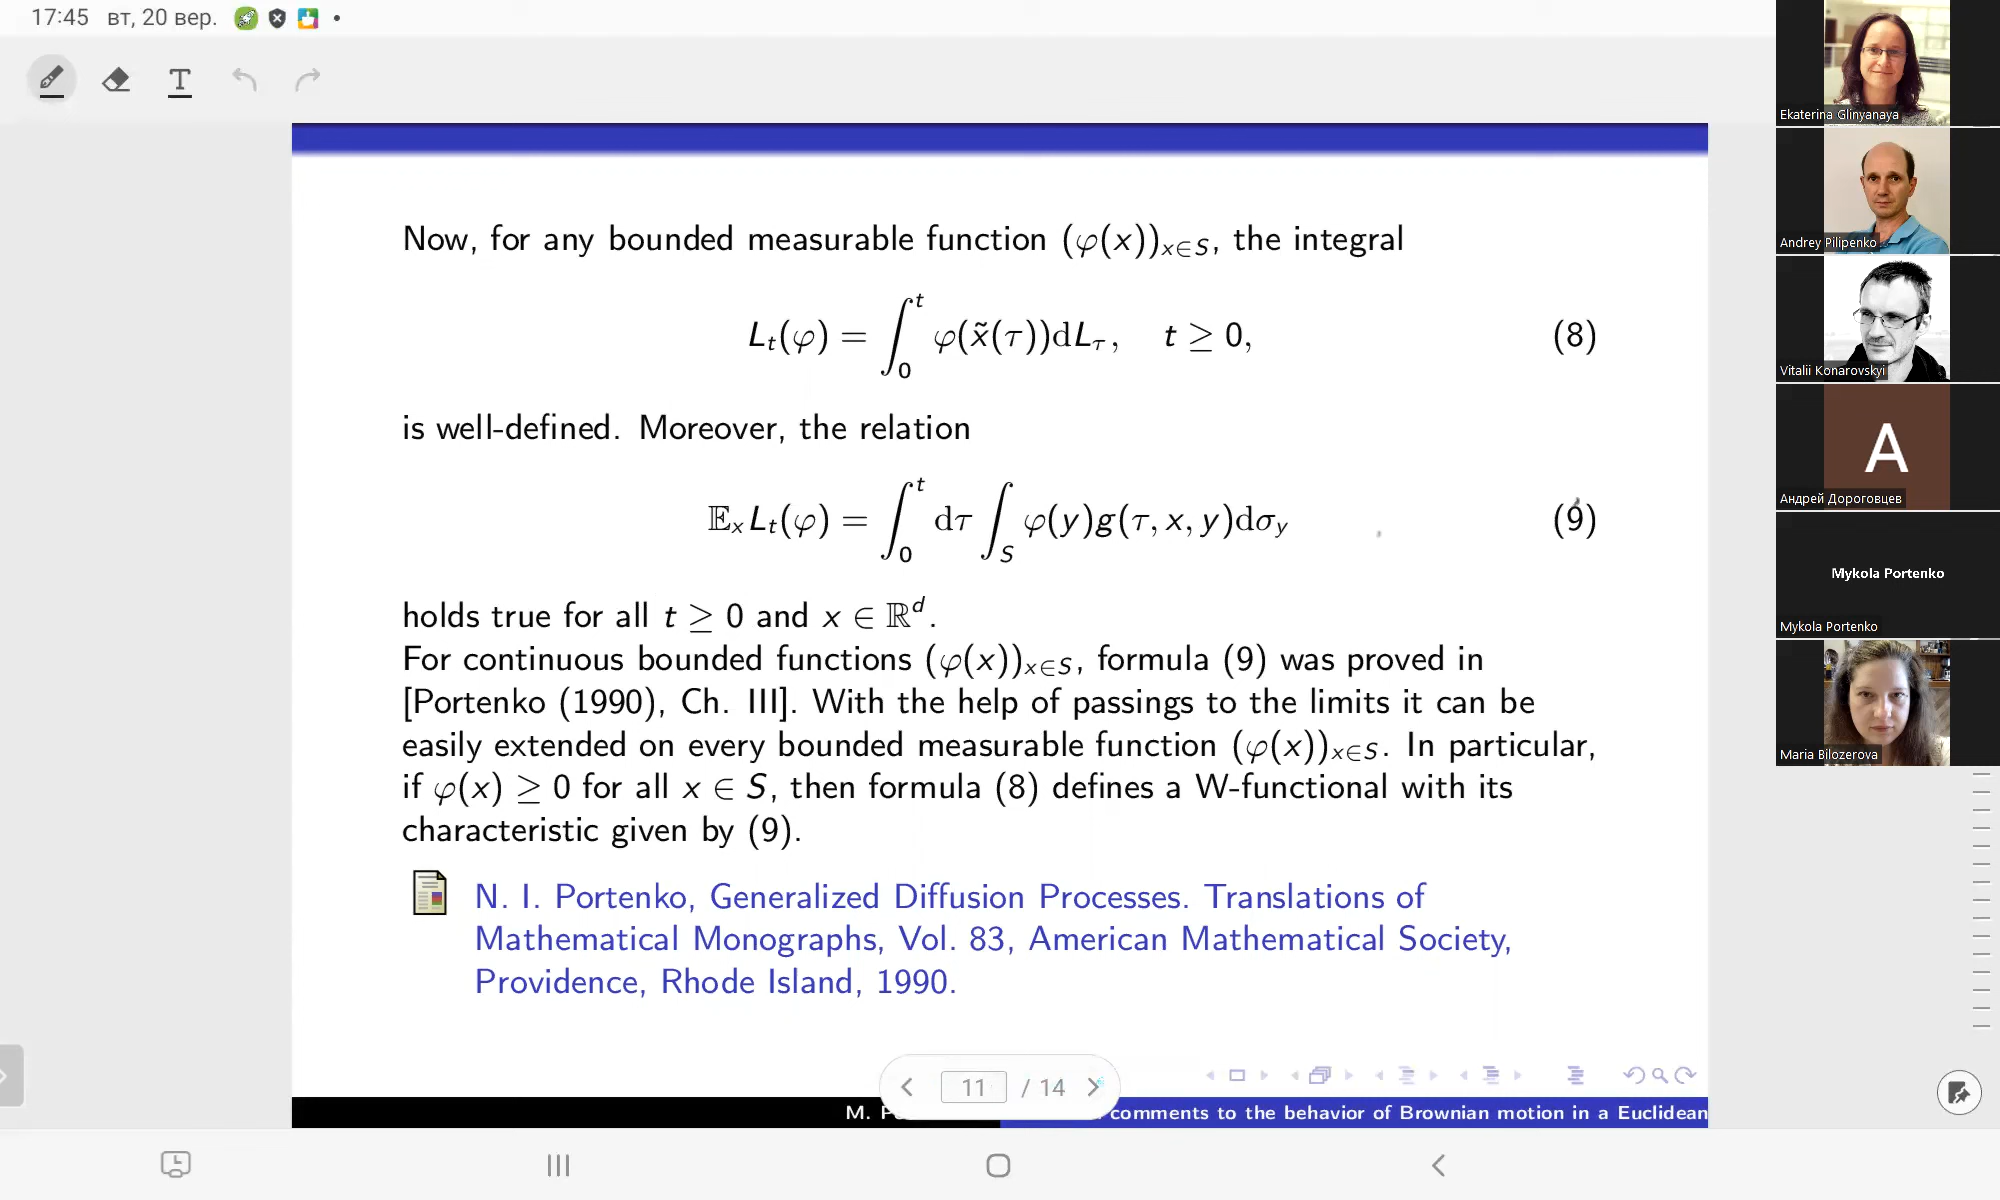 17:45 вт, 20 вер.
T
Now, for any bounded measurable function (φ(x))ₓ∈S, the integral
Lₜ(φ) = ∫₀ᵗ φ(x̃(τ))dL_τ, t ≥ 0, (8)
is well-defined. Moreover, the relation
𝔼ₓLₜ(φ) = ∫₀ᵗ dτ ∫_S φ(y)g(τ, x, y)dσ_y (9)
holds true for all t ≥ 0 and x ∈ ℝᵈ.
For continuous bounded functions (φ(x))ₓ∈S, formula (9) was proved in
[Portenko (1990), Ch. III]. With the help of passings to the limits it can be
easily extended on every bounded measurable function (φ(x))ₓ∈S. In particular,
if φ(x) ≥ 0 for all x ∈ S, then formula (8) defines a W-functional with its
characteristic given by (9).
N. I. Portenko, Generalized Diffusion Processes. Translations of
Mathematical Monographs, Vol. 83, American Mathematical Society,
Providence, Rhode Island, 1990.
11 / 14
M. comments to the behavior of Brownian motion in a Euclidean
Ekaterina Glinyanaya
Andrey Pilipenko
Vitalii Konarovskyi
A
Андрей Дороговцев
Mykola Portenko
Mykola Portenko
Maria Bilozerova